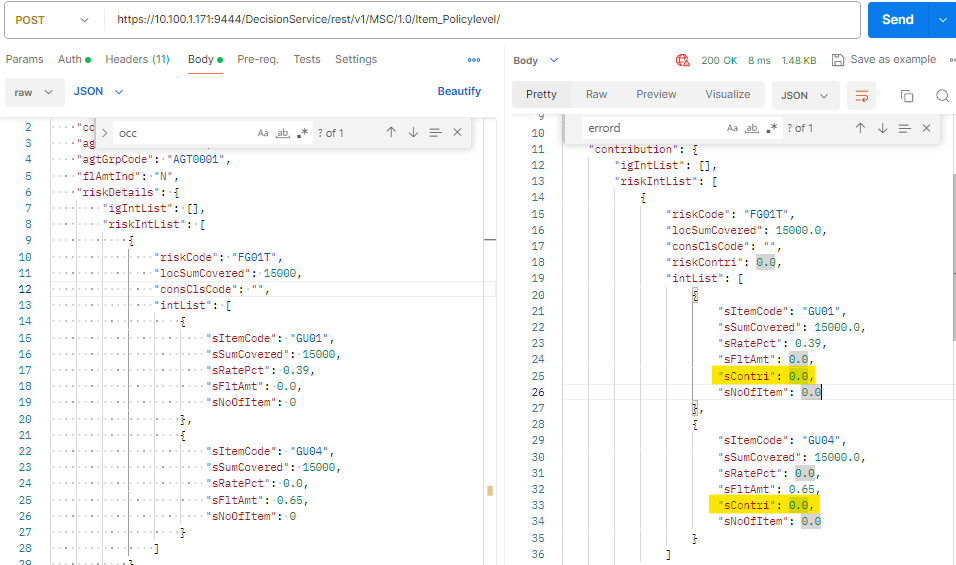 POST https://10.100.1.171:9444/DecisionService/rest/v1/MSC/1.0/Item_Policylevel/ Send
Params Auth Headers (11) Body Pre-req. Tests Settings
raw JSON Beautify
2 "co
occ Aa ab, .* ? of 1
3 "ag
4 "agtGrpCode": "AGT0001",
5 "flAmtInd": "N",
6 "riskDetails": {
7 "igIntList": [],
8 "riskIntList": [
9 {
10 "riskCode": "FG01T",
11 "locSumCovered": 15000,
12 "consClsCode": "",
13 "intList": [
14 {
15 "sItemCode": "GU01",
16 "sSumCovered": 15000,
17 "sRatePct": 0.39,
18 "sFltAmt": 0.0,
19 "sNoOfItem": 0
20 },
21 {
22 "sItemCode": "GU04",
23 "sSumCovered": 15000,
24 "sRatePct": 0.0,
25 "sFltAmt": 0.65,
26 "sNoOfItem": 0
27 }
28 ]
29 }
Body 200 OK 8 ms 1.48 KB Save as example
Pretty Raw Preview Visualize JSON
9
errord Aa ab, .* ? of 1
10
11 "contribution": {
12 "igIntList": [],
13 "riskIntList": [
14 {
15 "riskCode": "FG01T",
16 "locSumCovered": 15000.0,
17 "consClsCode": "",
18 "riskContri": 0.0,
19 "intList": [
20 {
21 "sItemCode": "GU01",
22 "sSumCovered": 15000.0,
23 "sRatePct": 0.39,
24 "sFltAmt": 0.0,
25 "sContri": 0.0,
26 "sNoOfItem": 0.0
27 },
28 {
29 "sItemCode": "GU04",
30 "sSumCovered": 15000.0,
31 "sRatePct": 0.0,
32 "sFltAmt": 0.65,
33 "sContri": 0.0,
34 "sNoOfItem": 0.0
35 }
36 ]